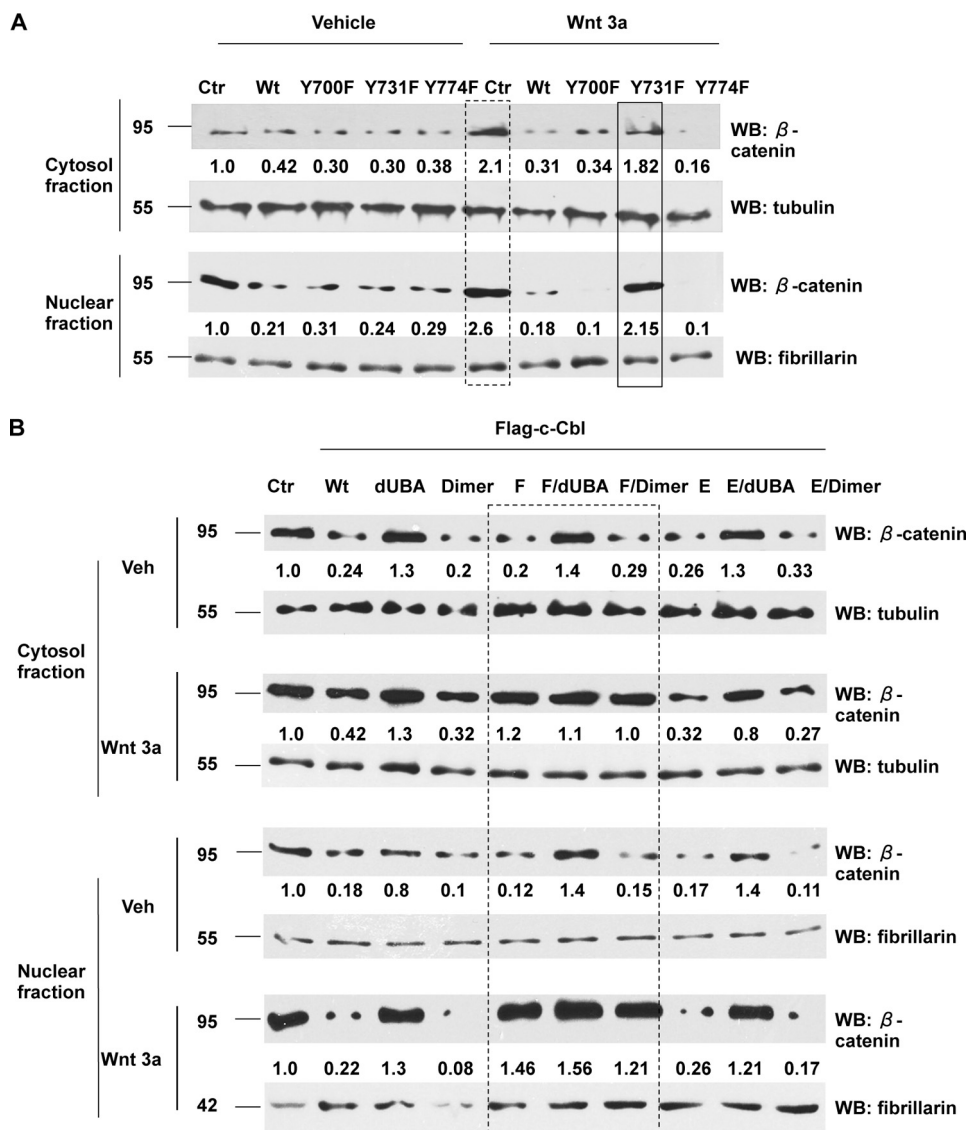 A
Vehicle Wnt 3a
Ctr Wt Y700F Y731F Y774F Ctr Wt Y700F Y731F Y774F
Cytosol
fraction
95 WB: β-
catenin
1.0 0.42 0.30 0.30 0.38 2.1 0.31 0.34 1.82 0.16
55 WB: tubulin
Nuclear
fraction
95 WB: β-catenin
1.0 0.21 0.31 0.24 0.29 2.6 0.18 0.1 2.15 0.1
55 WB: fibrillarin
B
Flag-c-Cbl
Ctr Wt dUBA Dimer F F/dUBA F/Dimer E E/dUBA E/Dimer
Cytosol
fraction
Veh
95 WB: β-catenin
1.0 0.24 1.3 0.2 0.2 1.4 0.29 0.26 1.3 0.33
55 WB: tubulin
Wnt 3a
95 WB: β-
catenin
1.0 0.42 1.3 0.32 1.2 1.1 1.0 0.32 0.8 0.27
55 WB: tubulin
Nuclear
fraction
Veh
95 WB: β-
catenin
1.0 0.18 0.8 0.1 0.12 1.4 0.15 0.17 1.4 0.11
55 WB: fibrillarin
Wnt 3a
95 WB: β-
catenin
1.0 0.22 1.3 0.08 1.46 1.56 1.21 0.26 1.21 0.17
42 WB: fibrillarin